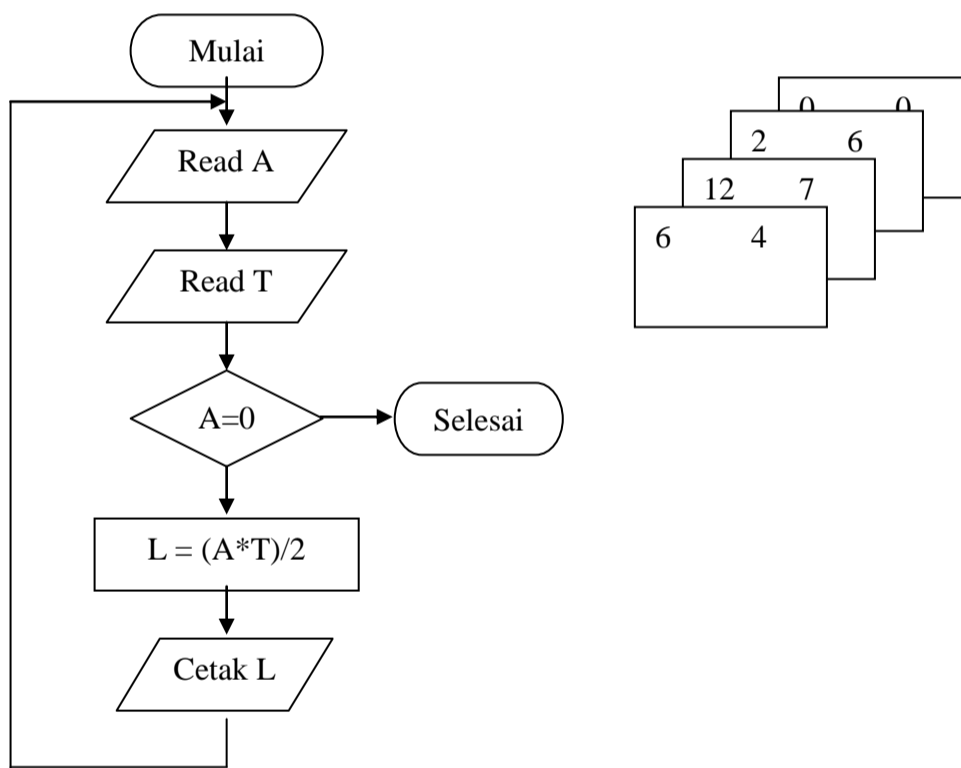 Mulai
Read A
Read T
A=0
Selesai
L = (A*T)/2
Cetak L
0 0
2 6
12 7
6 4